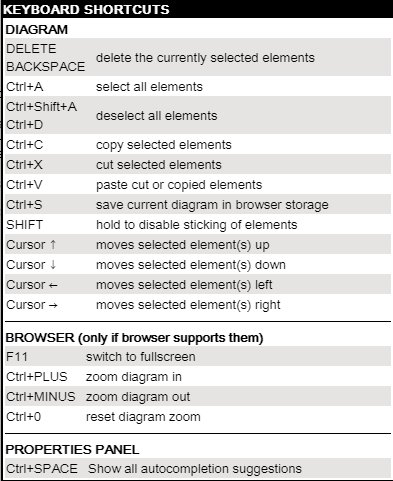 KEYBOARD SHORTCUTS
DIAGRAM
DELETE
BACKSPACE delete the currently selected elements
Ctrl+A select all elements
Ctrl+Shift+A
Ctrl+D deselect all elements
Ctrl+C copy selected elements
Ctrl+X cut selected elements
Ctrl+V paste cut or copied elements
Ctrl+S save current diagram in browser storage
SHIFT hold to disable sticking of elements
Cursor ↑ moves selected element(s) up
Cursor ↓ moves selected element(s) down
Cursor ← moves selected element(s) left
Cursor → moves selected element(s) right
BROWSER (only if browser supports them)
F11 switch to fullscreen
Ctrl+PLUS zoom diagram in
Ctrl+MINUS zoom diagram out
Ctrl+0 reset diagram zoom
PROPERTIES PANEL
Ctrl+SPACE Show all autocompletion suggestions